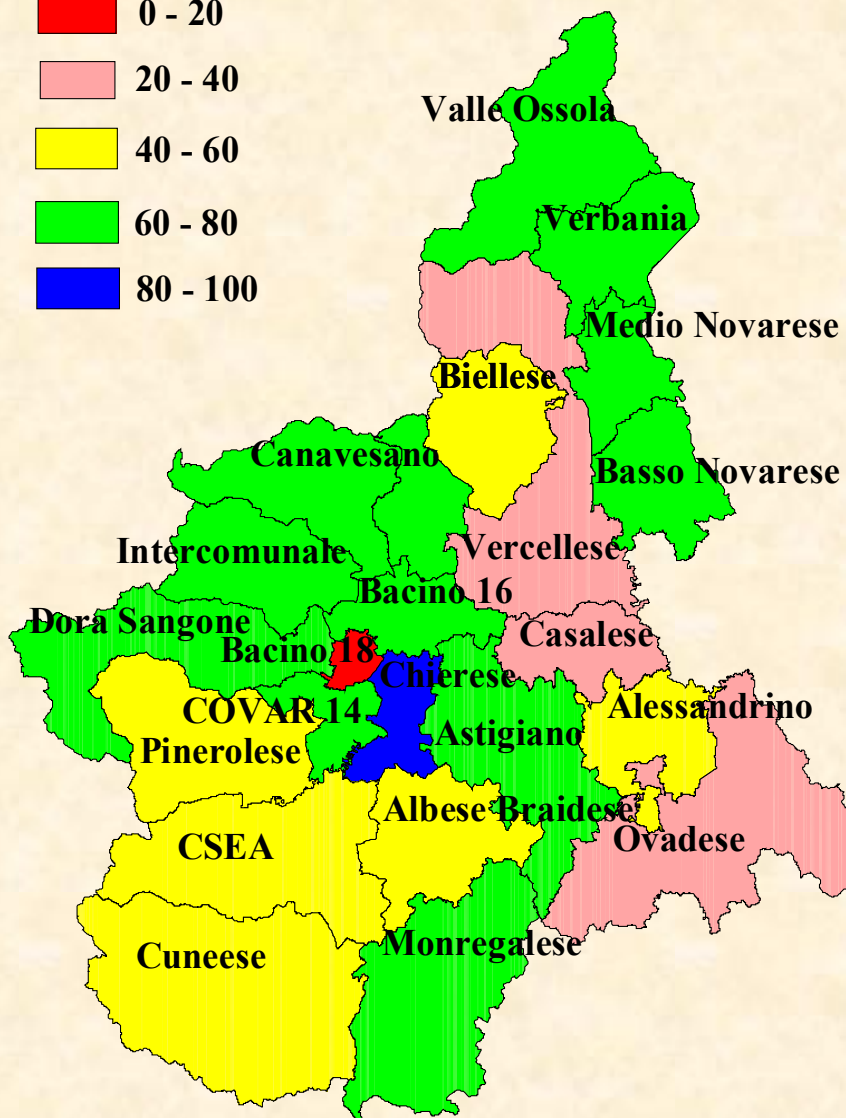 0 - 20
20 - 40
40 - 60
60 - 80
80 - 100
Valle Ossola
Verbania
Medio Novarese
Biellese
Canavesano
Basso Novarese
Intercomunale
Vercellese
Bacino 16
Dora Sangone
Casalese
Bacino 18
Chierese
COVAR 14
Alessandrino
Astigiano
Pinerolese
Albese Braidese
Ovadese
CSEA
Monregalese
Cuneese